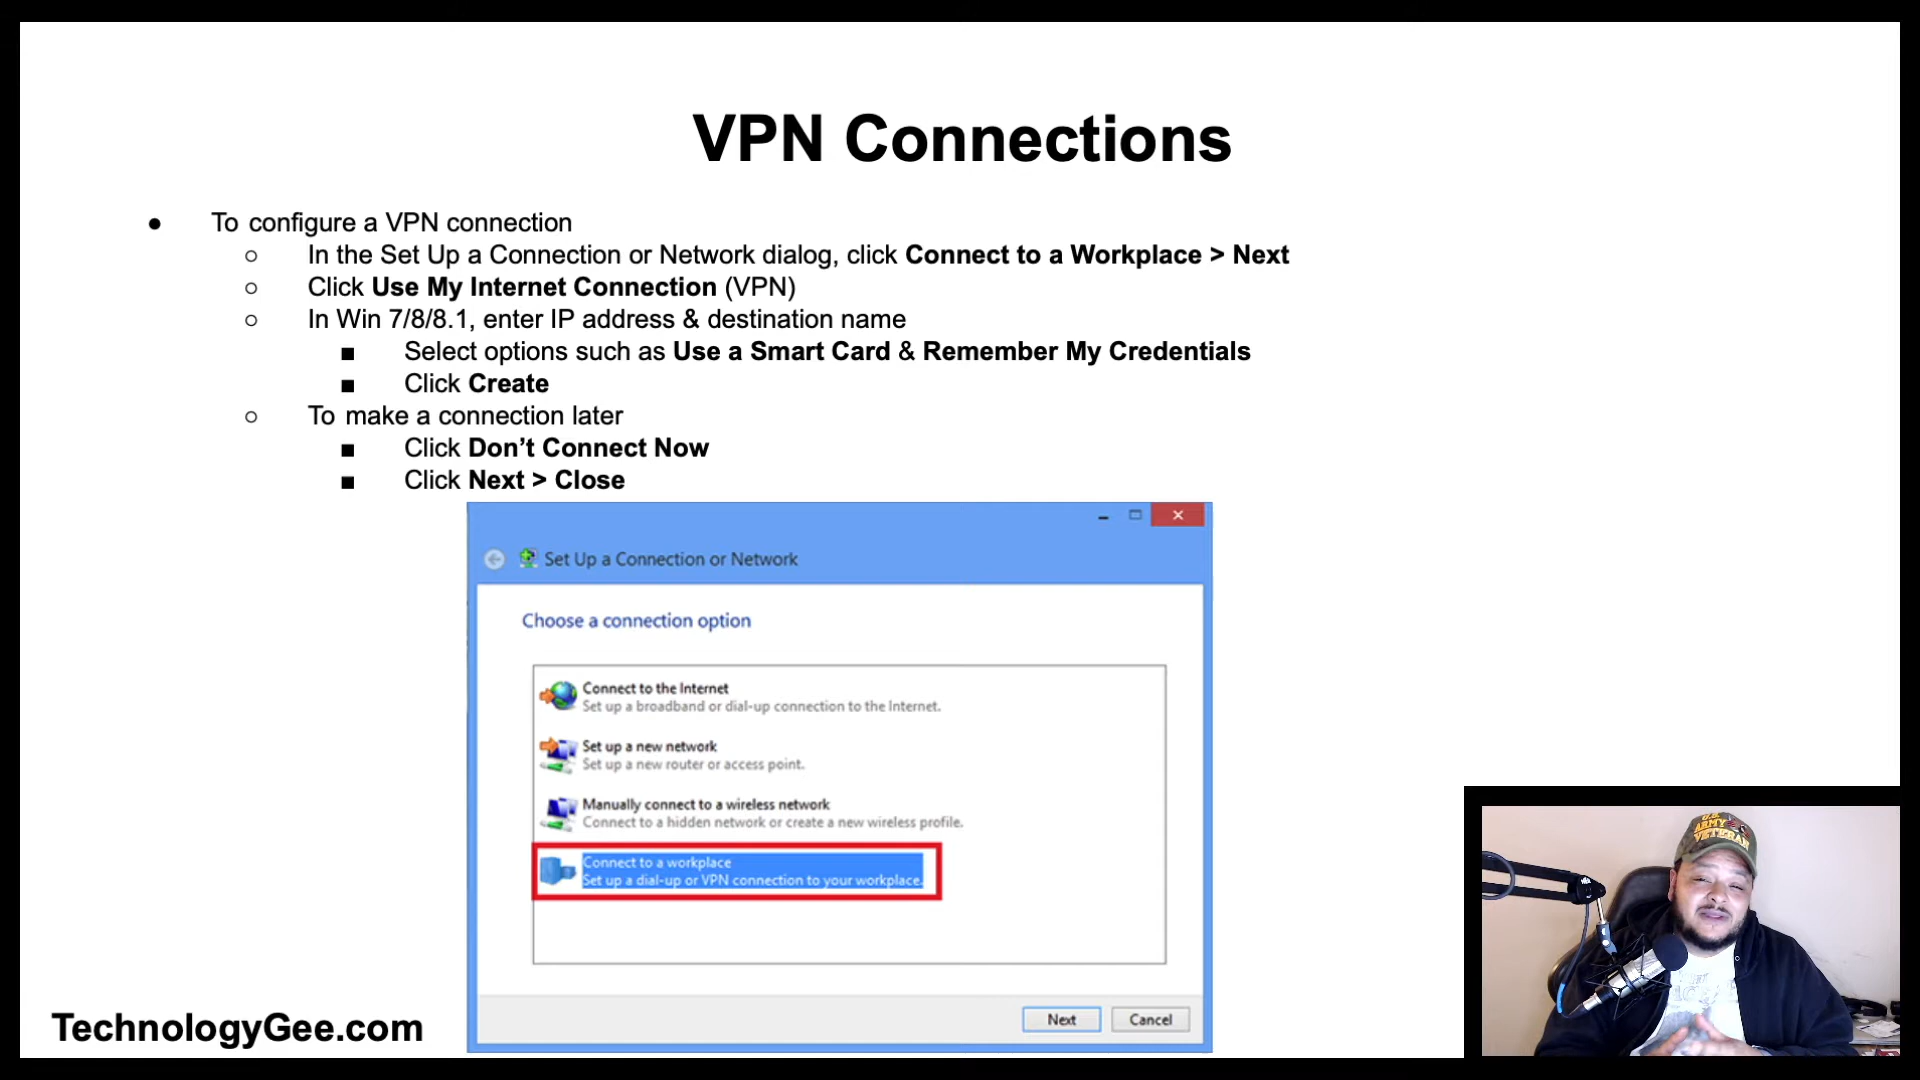 VPN Connections
● To configure a VPN connection
○ In the Set Up a Connection or Network dialog, click Connect to a Workplace > Next
○ Click Use My Internet Connection (VPN)
○ In Win 7/8/8.1, enter IP address & destination name
■ Select options such as Use a Smart Card & Remember My Credentials
■ Click Create
○ To make a connection later
■ Click Don’t Connect Now
■ Click Next > Close
Set Up a Connection or Network
Choose a connection option
Connect to the Internet
Set up a broadband or dial-up connection to the Internet.
Set up a new network
Set up a new router or access point.
Manually connect to a wireless network
Connect to a hidden network or create a new wireless profile.
Connect to a workplace
Set up a dial-up or VPN connection to your workplace.
Next Cancel
TechnologyGee.com
U.S.
ARMY
VETERAN